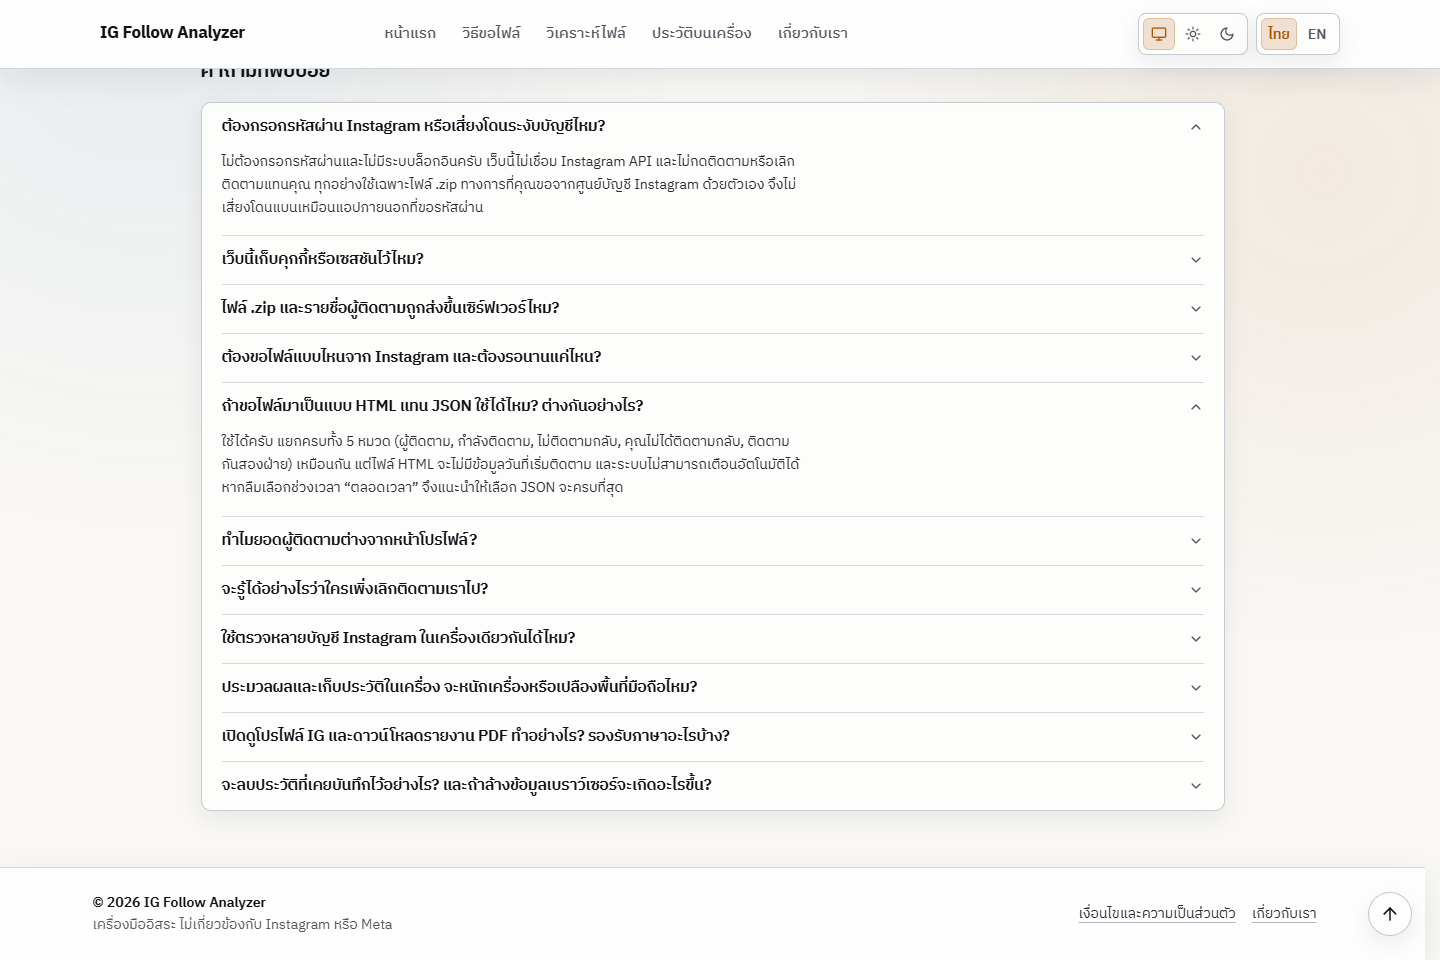 IG Follow Analyzer
หน้าแรก
วิธีขอไฟล์
วิเคราะห์ไฟล์
ประวัติบนเครื่อง
เกี่ยวกับเรา
ไทย
EN
คำถามที่พบบ่อย
ต้องกรอกรหัสผ่าน Instagram หรือเสี่ยงโดนระงับบัญชีไหม?
ไม่ต้องกรอกรหัสผ่านและไม่มีระบบล็อกอินครับ เว็บนี้ไม่เชื่อม Instagram API และไม่กดติดตามหรือเลิก
ติดตามแทนคุณ ทุกอย่างใช้เฉพาะไฟล์ .zip ทางการที่คุณขอจากศูนย์บัญชี Instagram ด้วยตัวเอง จึงไม่
เสี่ยงโดนแบนเหมือนแอปภายนอกที่ขอรหัสผ่าน
เว็บนี้เก็บคุกกี้หรือเซสชันไว้ไหม?
ไฟล์ .zip และรายชื่อผู้ติดตามถูกส่งขึ้นเซิร์ฟเวอร์ไหม?
ต้องขอไฟล์แบบไหนจาก Instagram และต้องรอนานแค่ไหน?
ถ้าขอไฟล์มาเป็นแบบ HTML แทน JSON ใช้ได้ไหม? ต่างกันอย่างไร?
ใช้ได้ครับ แยกครบทั้ง 5 หมวด (ผู้ติดตาม, กำลังติดตาม, ไม่ติดตามกลับ, คุณไม่ได้ติดตามกลับ, ติดตาม
กันสองฝ่าย) เหมือนกัน แต่ไฟล์ HTML จะไม่มีข้อมูลวันที่เริ่มติดตาม และระบบไม่สามารถเตือนอัตโนมัติได้
หากลืมเลือกช่วงเวลา “ตลอดเวลา” จึงแนะนำให้เลือก JSON จะครบที่สุด
ทำไมยอดผู้ติดตามต่างจากหน้าโปรไฟล์?
จะรู้ได้อย่างไรว่าใครเพิ่งเลิกติดตามเราไป?
ใช้ตรวจหลายบัญชี Instagram ในเครื่องเดียวกันได้ไหม?
ประมวลผลและเก็บประวัติในเครื่อง จะหนักเครื่องหรือเปลืองพื้นที่มือถือไหม?
เปิดดูโปรไฟล์ IG และดาวน์โหลดรายงาน PDF ทำอย่างไร? รองรับภาษาอะไรบ้าง?
จะลบประวัติที่เคยบันทึกไว้อย่างไร? และถ้าล้างข้อมูลเบราว์เซอร์จะเกิดอะไรขึ้น?
© 2026 IG Follow Analyzer
เครื่องมืออิสระ ไม่เกี่ยวข้องกับ Instagram หรือ Meta
เงื่อนไขและความเป็นส่วนตัว
เกี่ยวกับเรา